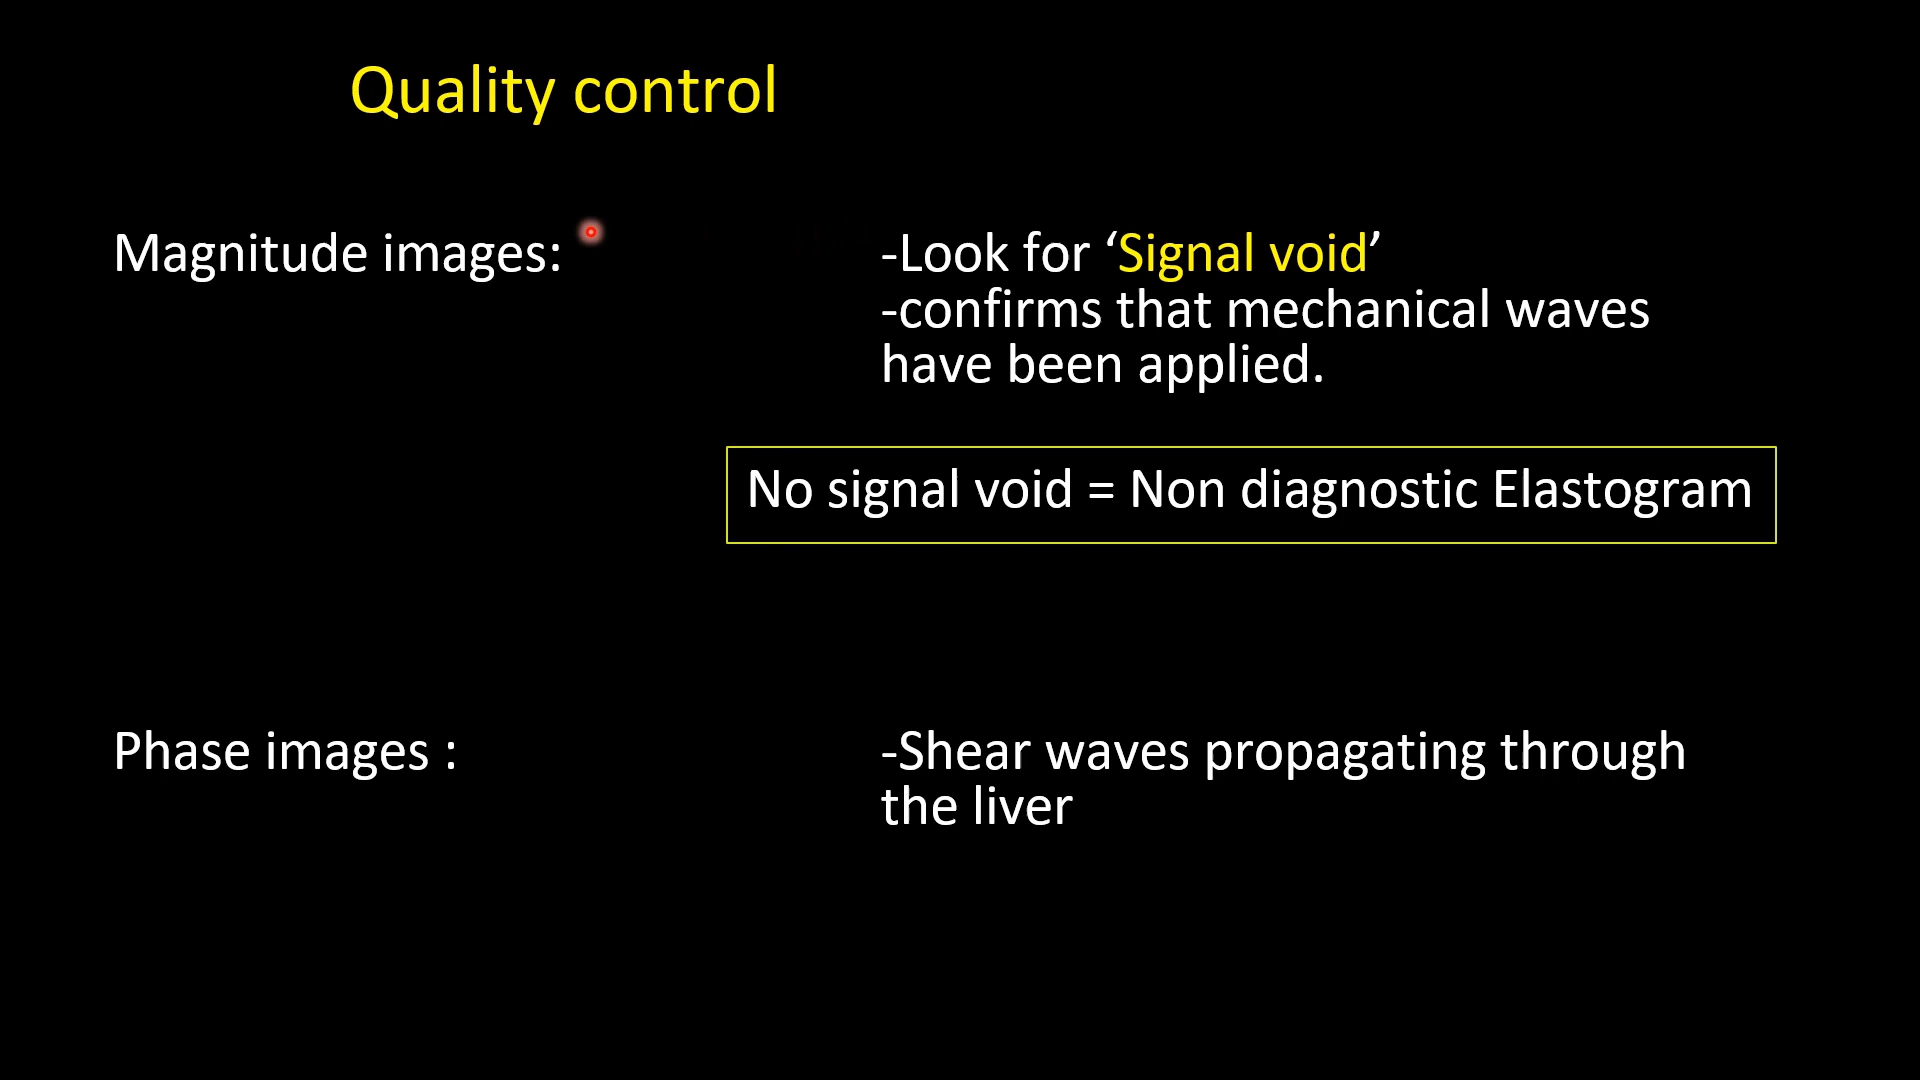 Quality control
Magnitude images:
-Look for ‘Signal void’
-confirms that mechanical waves
have been applied.
No signal void = Non diagnostic Elastogram
Phase images :
-Shear waves propagating through
the liver